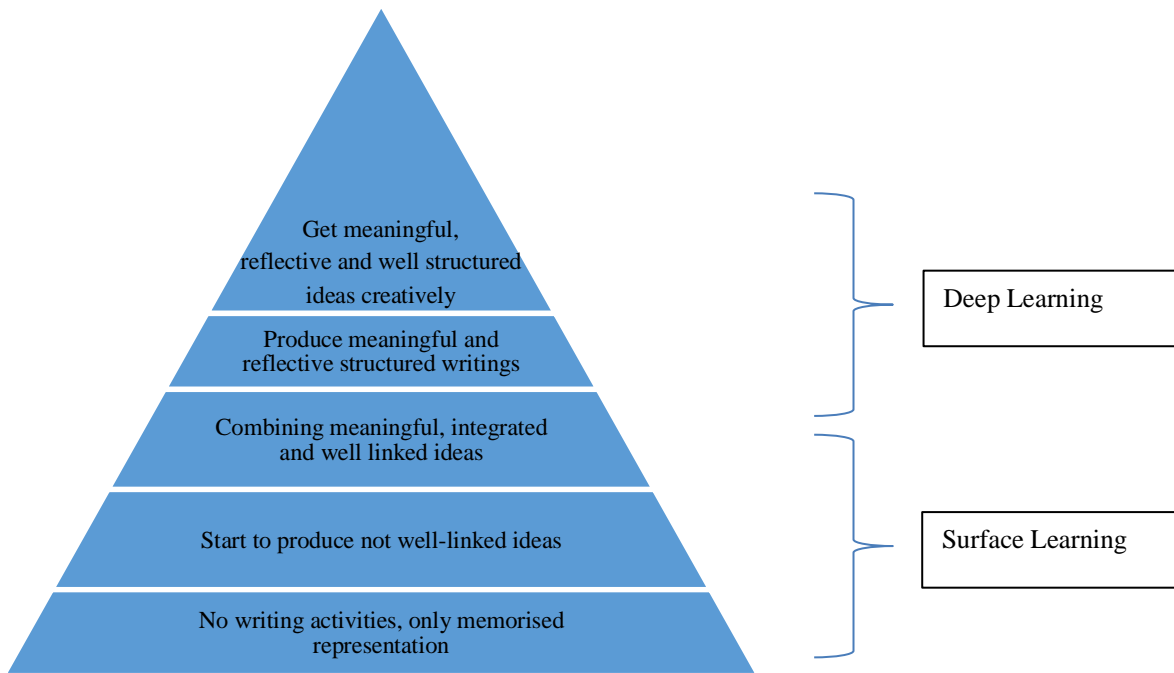 Get meaningful,
reflective and well structured
ideas creatively
Produce meaningful and
reflective structured writings
Combining meaningful, integrated
and well linked ideas
Start to produce not well-linked ideas
No writing activities, only memorised
representation
Deep Learning
Surface Learning